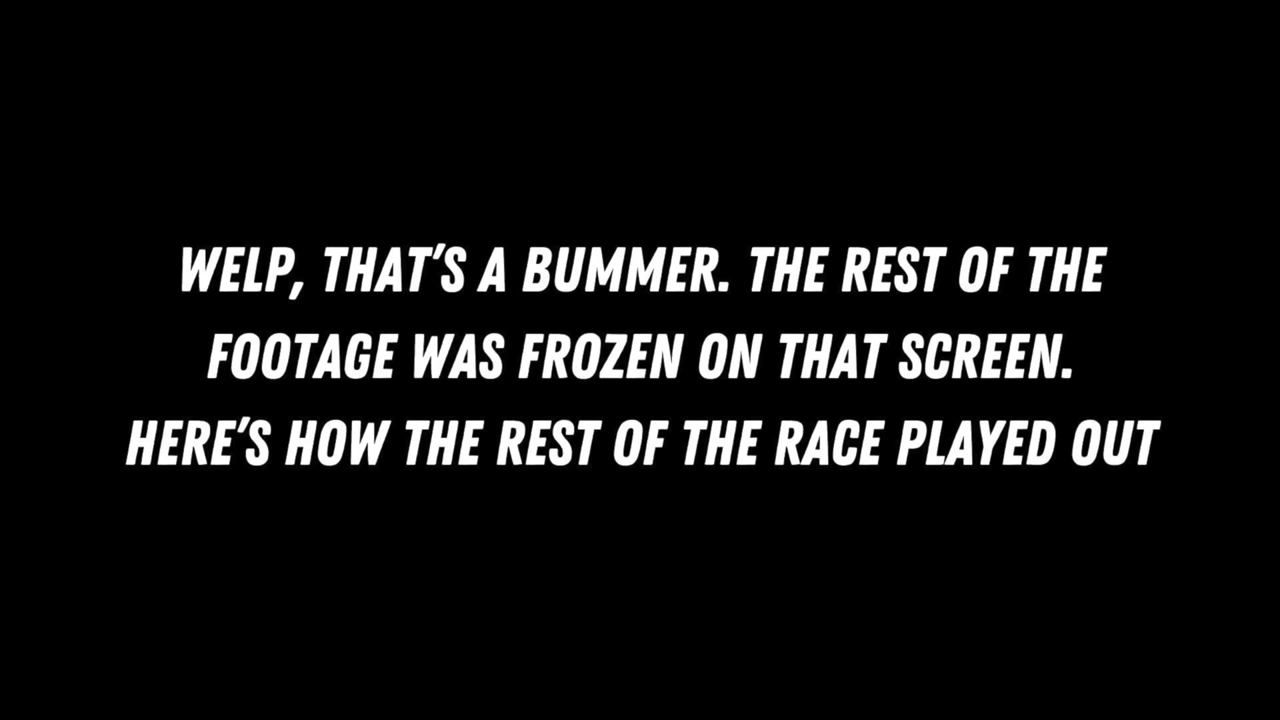 WELP, THAT'S A BUMMER. THE REST OF THE
FOOTAGE WAS FROZEN ON THAT SCREEN.
HERE'S HOW THE REST OF THE RACE PLAYED OUT